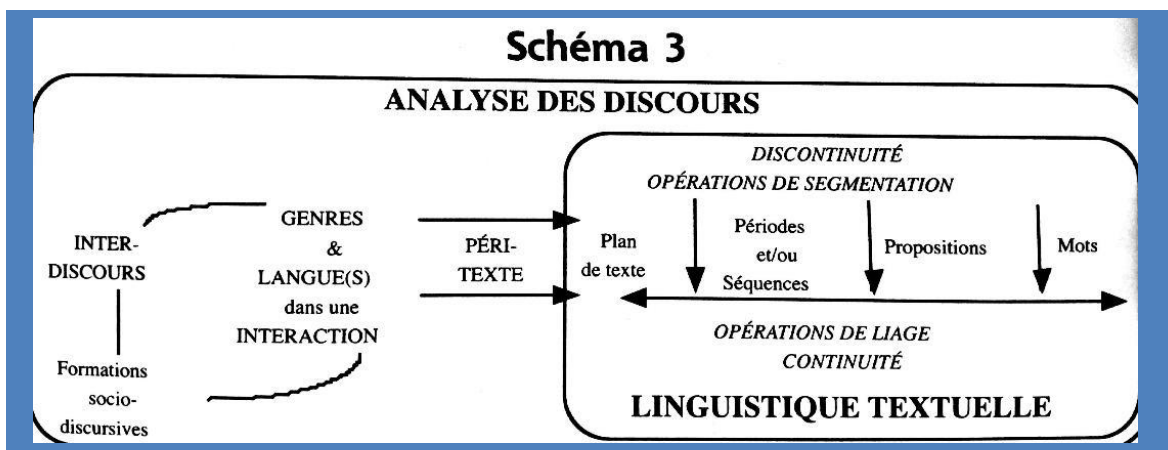 Schéma 3
ANALYSE DES DISCOURS
INTER-
DISCOURS
Formations
socio-
discursives
GENRES
&
LANGUE(S)
dans une
INTERACTION
PÉRI-
TEXTE
DISCONTINUITÉ
OPÉRATIONS DE SEGMENTATION
Plan
de texte
Périodes
et/ou
Séquences
Propositions
Mots
OPÉRATIONS DE LIAGE
CONTINUITÉ
LINGUISTIQUE TEXTUELLE